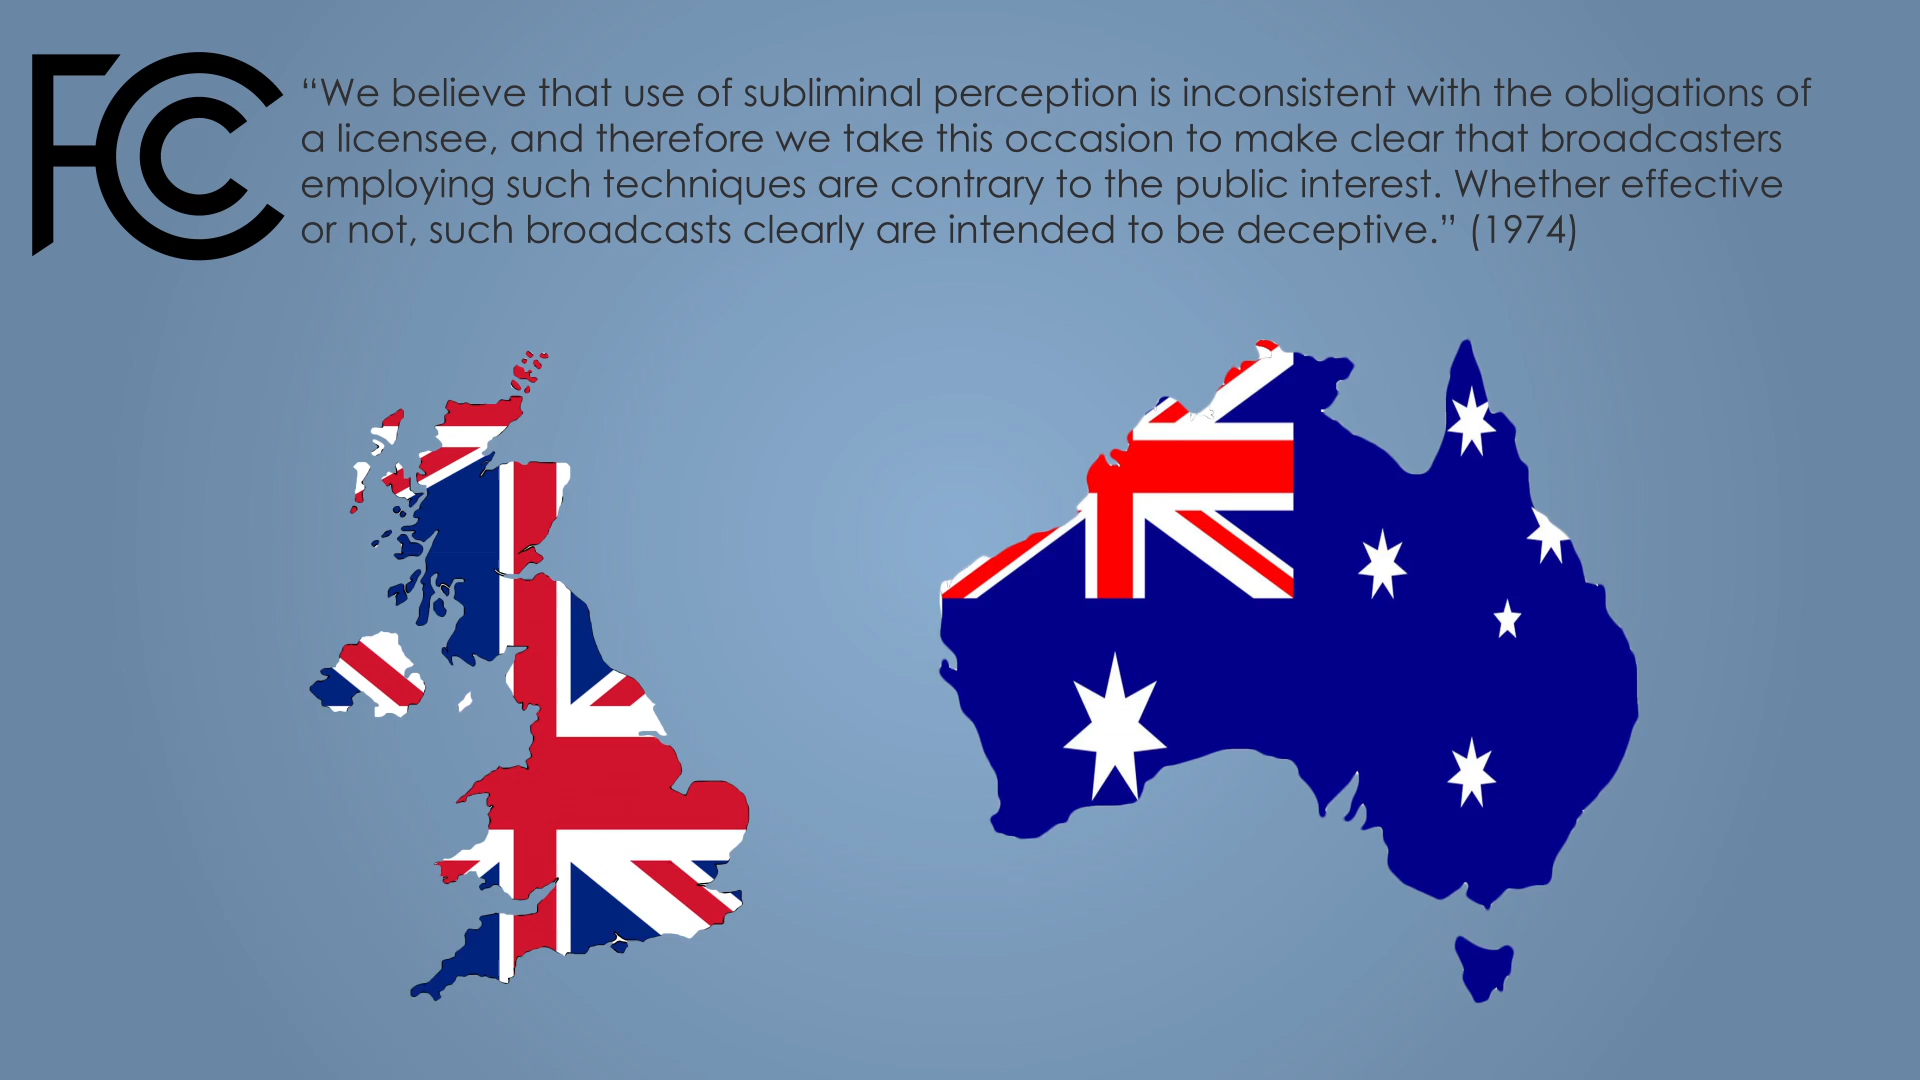 FCC
“We believe that use of subliminal perception is inconsistent with the obligations of
a licensee, and therefore we take this occasion to make clear that broadcasters
employing such techniques are contrary to the public interest. Whether effective
or not, such broadcasts clearly are intended to be deceptive.” (1974)